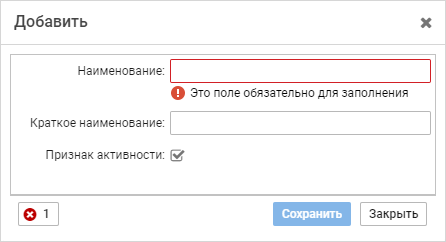 Добавить
Наименование:
Это поле обязательно для заполнения
Краткое наименование:
Признак активности:
1 Сохранить Закрыть